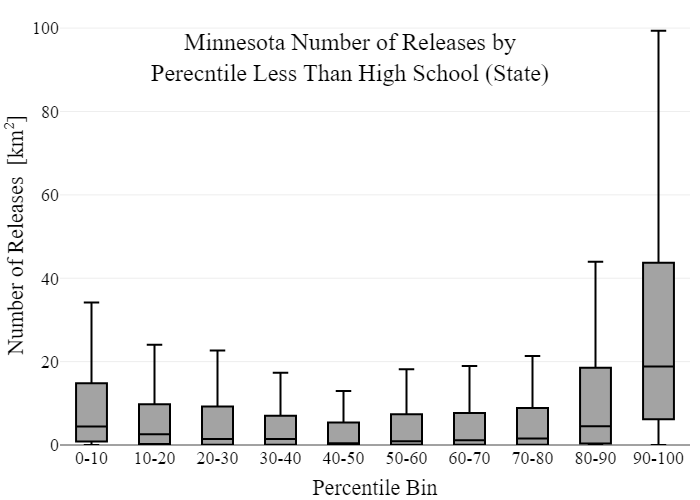 Minnesota Number of Releases by
Perecntile Less Than High School (State)
Number of Releases [km²]
100
80
60
40
20
0
0-10 10-20 20-30 30-40 40-50 50-60 60-70 70-80 80-90 90-100
Percentile Bin